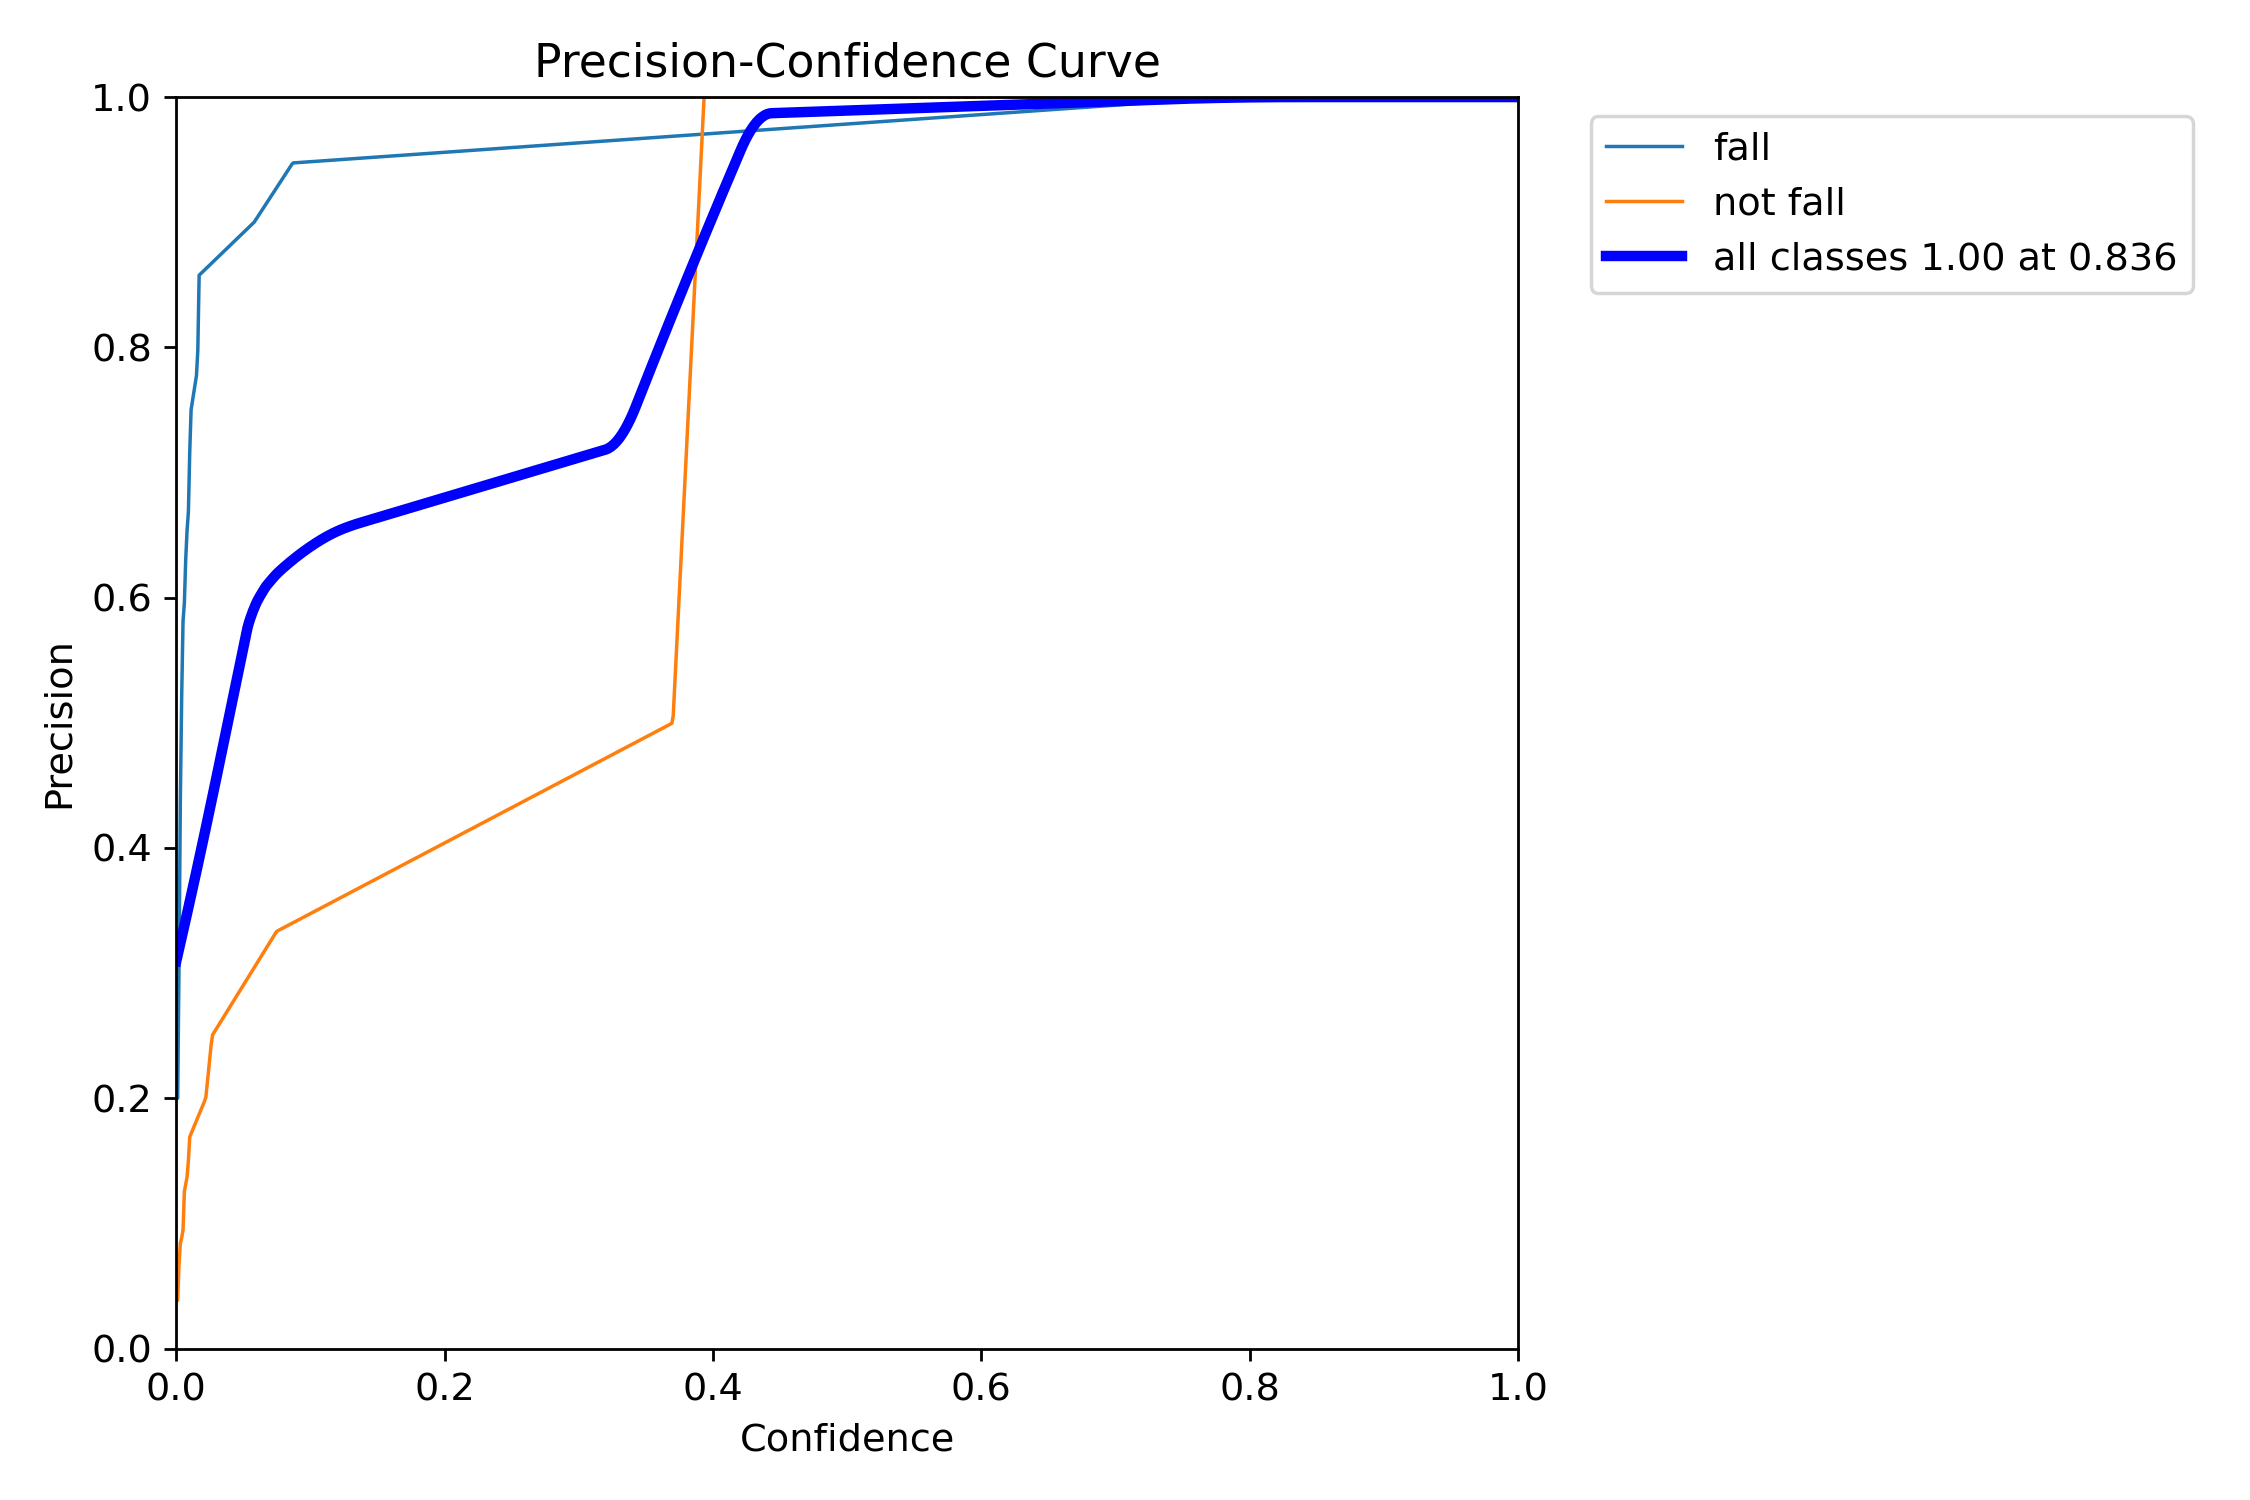 Precision-Confidence Curve
1.0
0.8
0.6
0.4
0.2
0.0
Precision
0.0 0.2 0.4 0.6 0.8 1.0
Confidence
fall
not fall
all classes 1.00 at 0.836